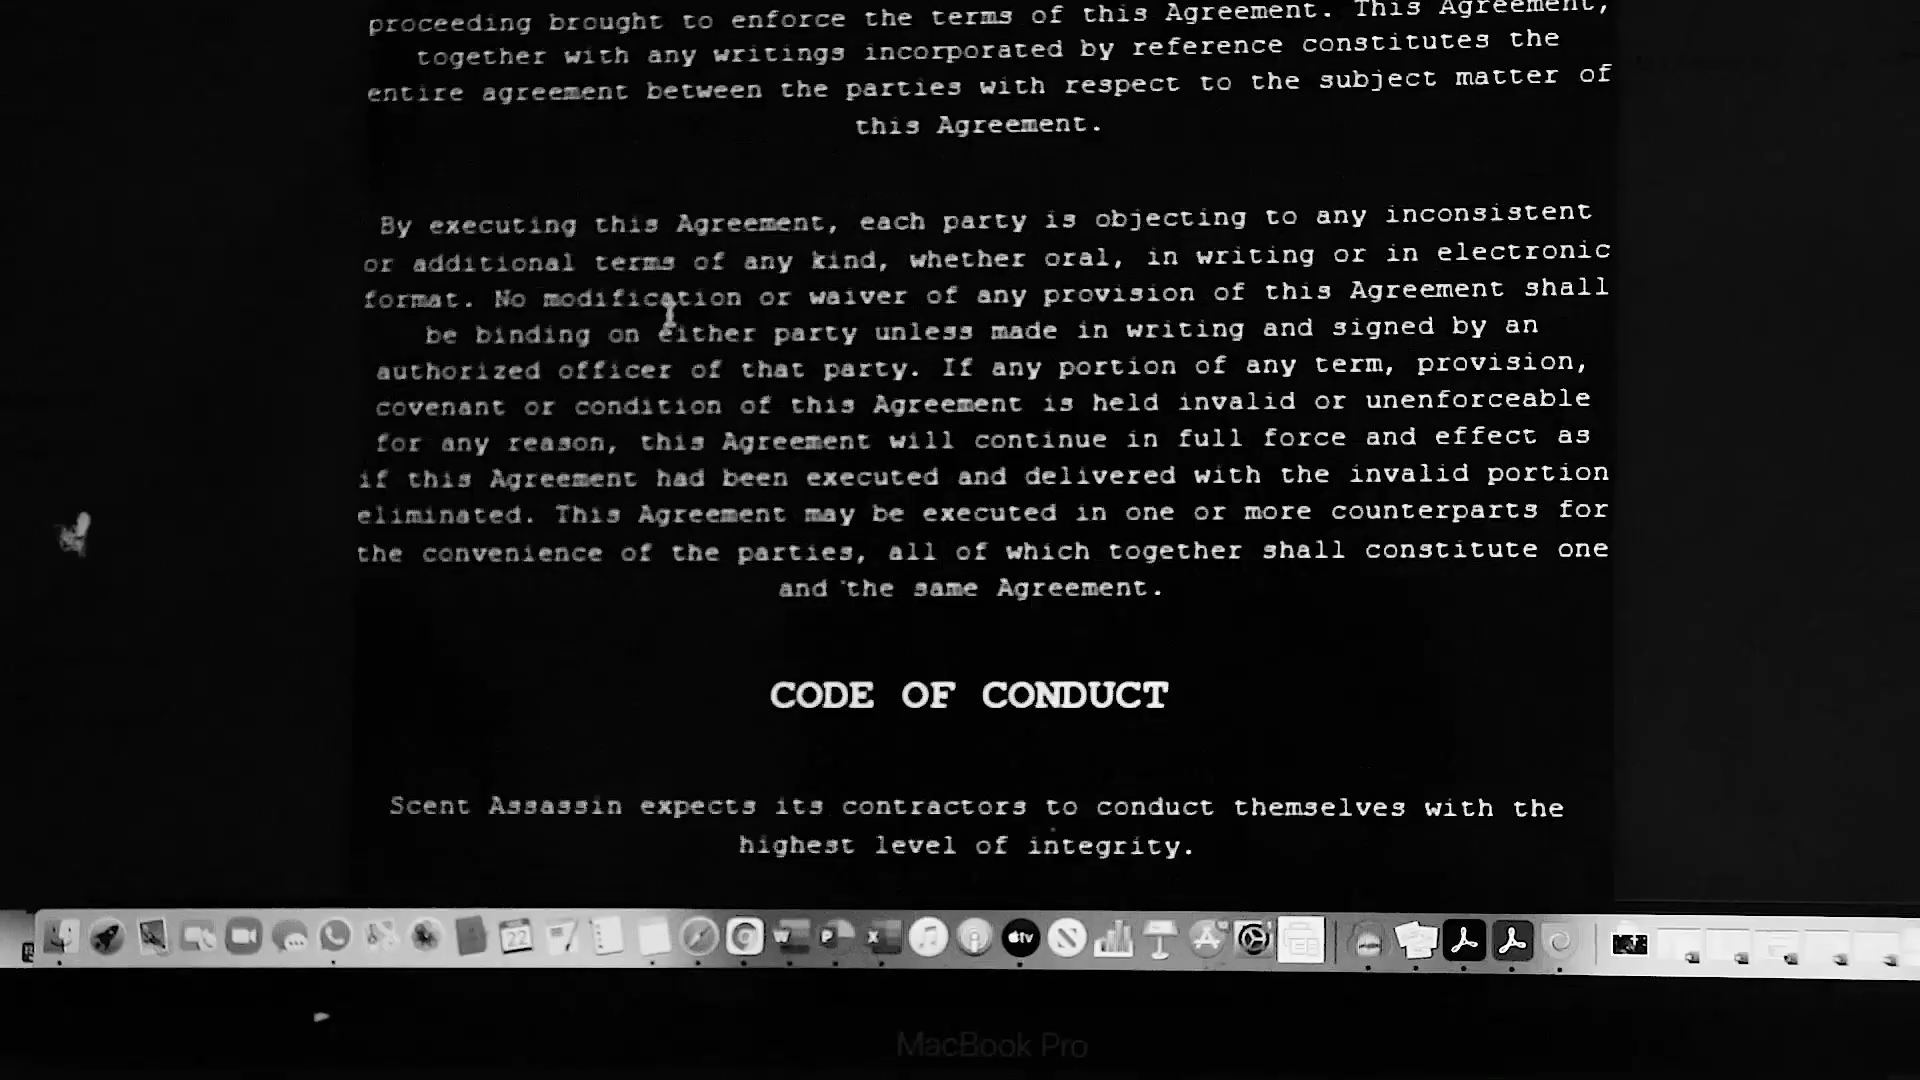 proceeding brought to enforce the terms of this Agreement. This Agreement,
together with any writings incorporated by reference constitutes the
entire agreement between the parties with respect to the subject matter of
this Agreement.
By executing this Agreement, each party is objecting to any inconsistent
or additional terms of any kind, whether oral, in writing or in electronic
format. No modification or waiver of any provision of this Agreement shall
be binding on either party unless made in writing and signed by an
authorized officer of that party. If any portion of any term, provision,
covenant or condition of this Agreement is held invalid or unenforceable
for any reason, this Agreement will continue in full force and effect as
if this Agreement had been executed and delivered with the invalid portion
eliminated. This Agreement may be executed in one or more counterparts for
the convenience of the parties, all of which together shall constitute one
and the same Agreement.
CODE OF CONDUCT
Scent Assassin expects its contractors to conduct themselves with the
highest level of integrity.
22
W
P
X
tv
MacBook Pro